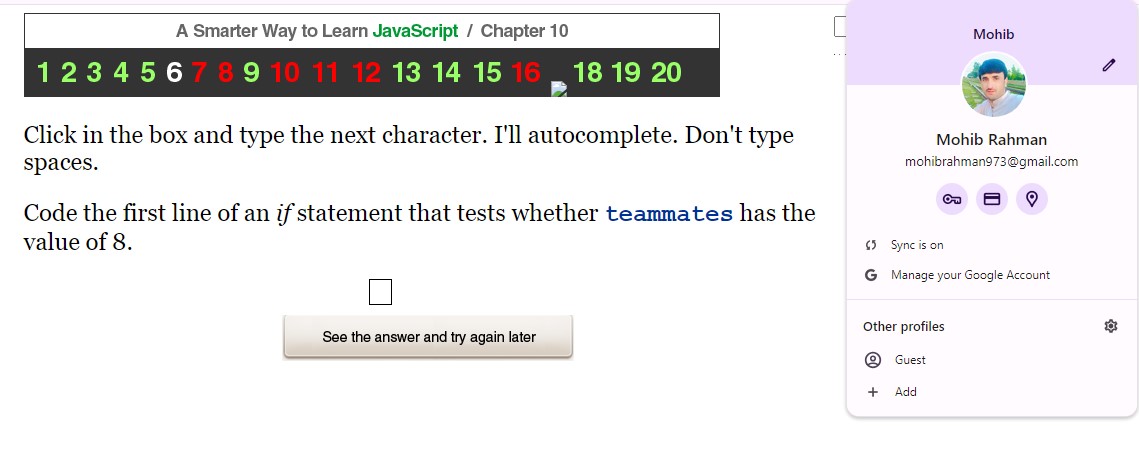 A Smarter Way to Learn JavaScript / Chapter 10
1 2 3 4 5 6 7 8 9 10 11 12 13 14 15 16 18 19 20
Click in the box and type the next character. I'll autocomplete. Don't type
spaces.
Code the first line of an if statement that tests whether teammates has the
value of 8.
See the answer and try again later
Mohib
Mohib Rahman
mohibrahman973@gmail.com
Sync is on
G Manage your Google Account
Other profiles
Guest
+ Add